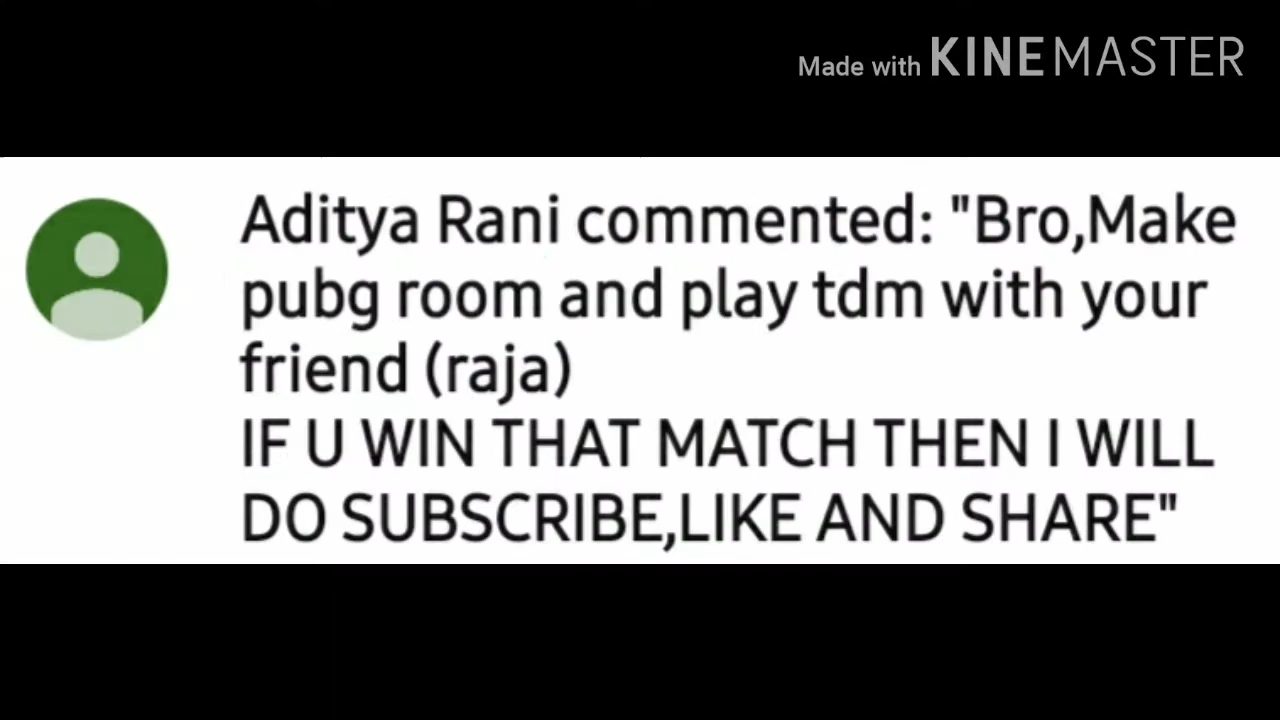 Made with KINEMASTER
Aditya Rani commented: "Bro,Make
pubg room and play tdm with your
friend (raja)
IF U WIN THAT MATCH THEN I WILL
DO SUBSCRIBE,LIKE AND SHARE"